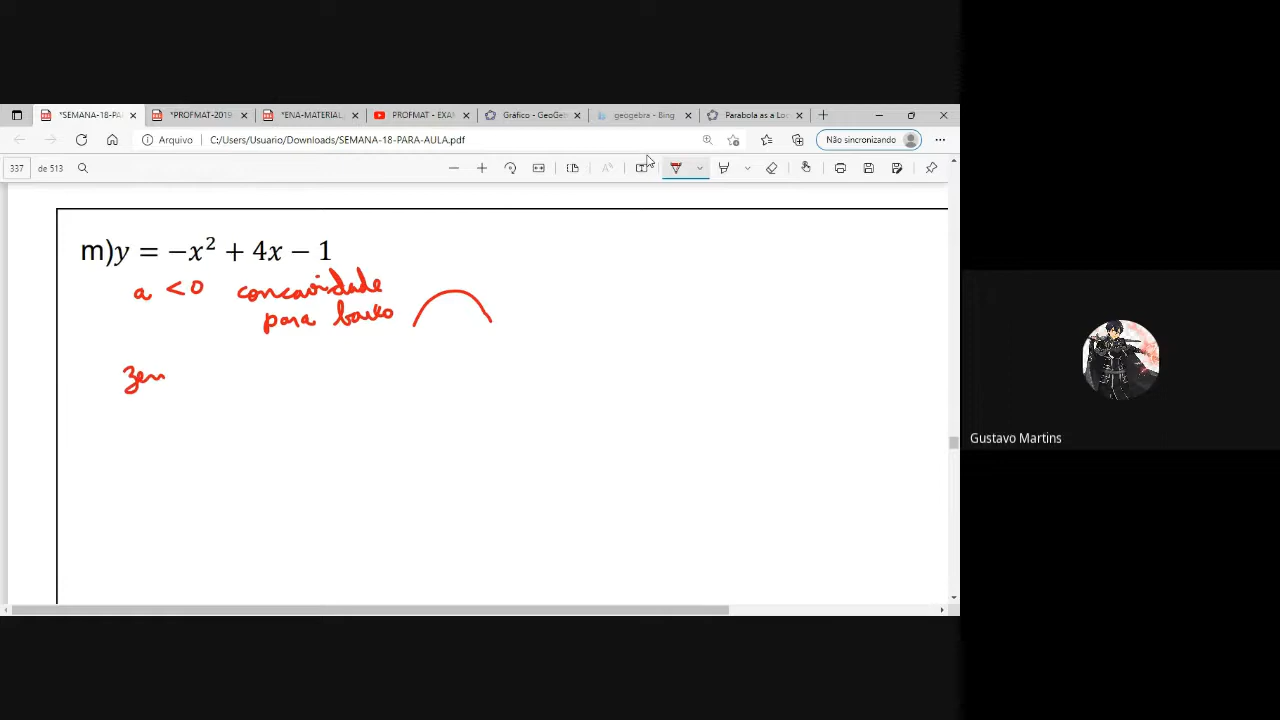 *SEMANA-18-PA
*PROFMAT-2019
*ENA-MATERIAL
PROFMAT - EXA
Gráfico - GeoGeb
geogebra - Bing
Parabola as a Loc
Arquivo
C:/Users/Usuario/Downloads/SEMANA-18-PARA-AULA.pdf
Não sincronizando
337 de 513
m)y = −x² + 4x − 1
a < 0 concavidade
para baixo
zer
Gustavo Martins